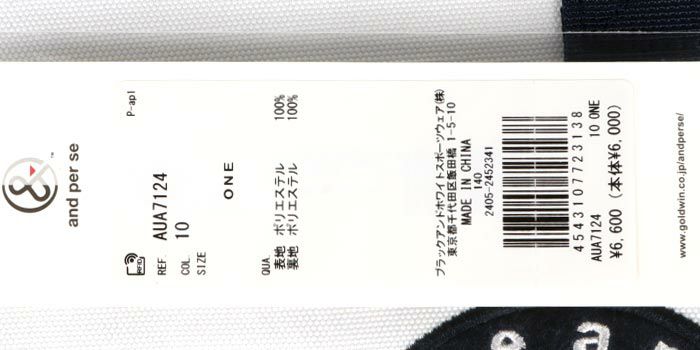 and per se
P-apl
RFID
REF. AUA7124
COL. 10
SIZE
ONE
QUA. 表地 ポリエステル 100%
裏地 ポリエステル 100%
ブラックアンドホワイトスポーツウェア(株)
東京都千代田区飯田橋 1-5-10
MADE IN CHINA
140
2405-2452341
4543107723138
AUA7124 10 ONE
¥6,600 (本体¥6,000)
www.goldwin.co.jp/andperse/
e a